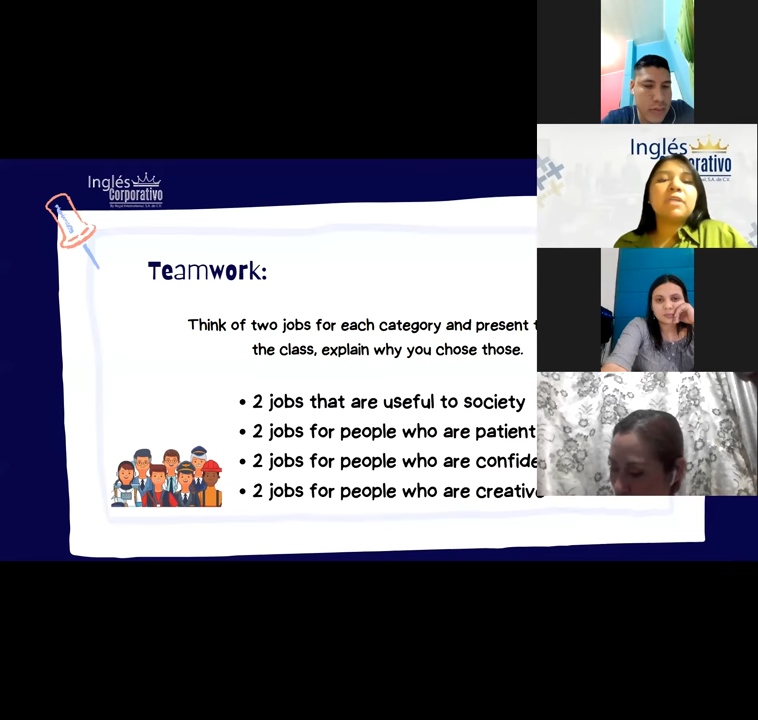 Inglés
Corporativo
Teamwork:
Think of two jobs for each category and present
the class, explain why you chose those.
• 2 jobs that are useful to society
• 2 jobs for people who are patient
• 2 jobs for people who are
• 2 jobs for people who are creative
Inglés